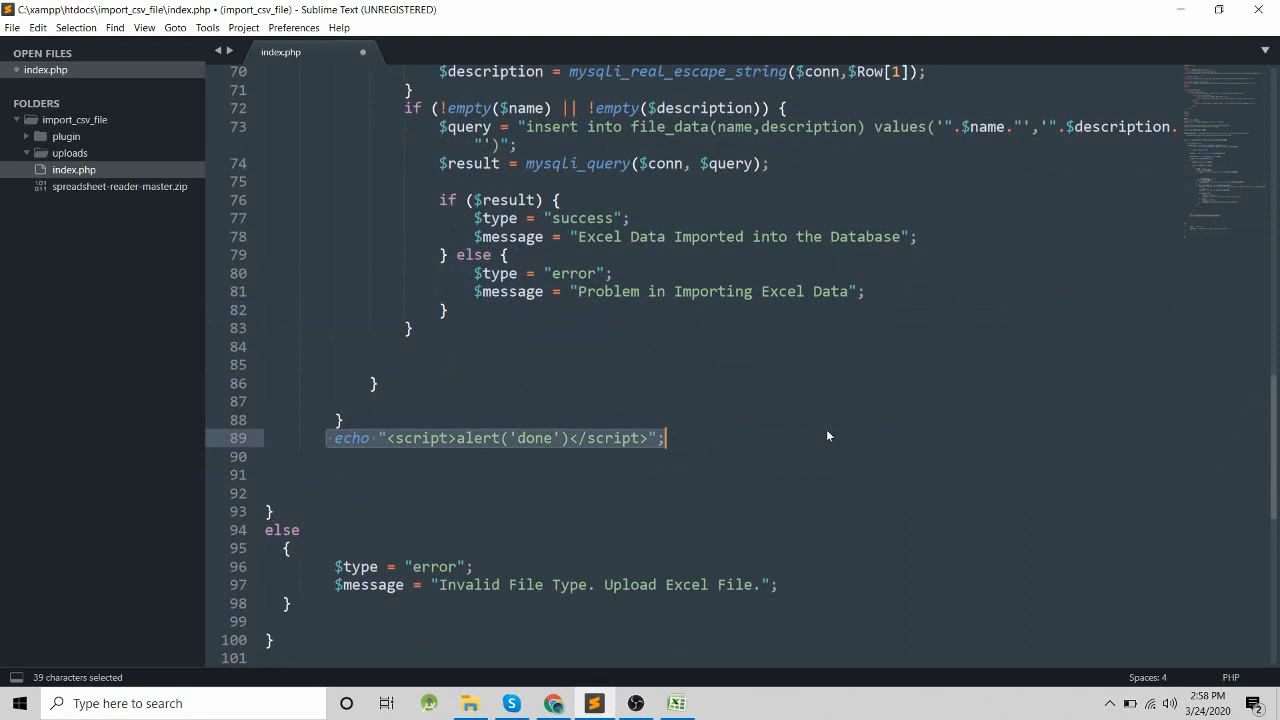 C:\xampp\htdocs\import_csv_file\index.php • (import_csv_file) - Sublime Text (UNREGISTERED)
File Edit Selection Find View Goto Tools Project Preferences Help
OPEN FILES
index.php
FOLDERS
import_csv_file
plugin
uploads
index.php
spreadsheet-reader-master.zip
index.php
70 $description = mysqli_real_escape_string($conn,$Row[1]);
71 }
72 if (!empty($name) || !empty($description)) {
73 $query = "insert into file_data(name,description) values('".$name."','".$description.
"')";
74 $result = mysqli_query($conn, $query);
75
76 if ($result) {
77 $type = "success";
78 $message = "Excel Data Imported into the Database";
79 } else {
80 $type = "error";
81 $message = "Problem in Importing Excel Data";
82 }
83 }
84
85
86 }
87
88 }
89 echo "<script>alert('done')</script>";
90
91
92
93 }
94 else
95 {
96 $type = "error";
97 $message = "Invalid File Type. Upload Excel File.";
98 }
99
100 }
101
39 characters selected
Spaces: 4
PHP
Type here to search
2:58 PM
3/24/2020
2